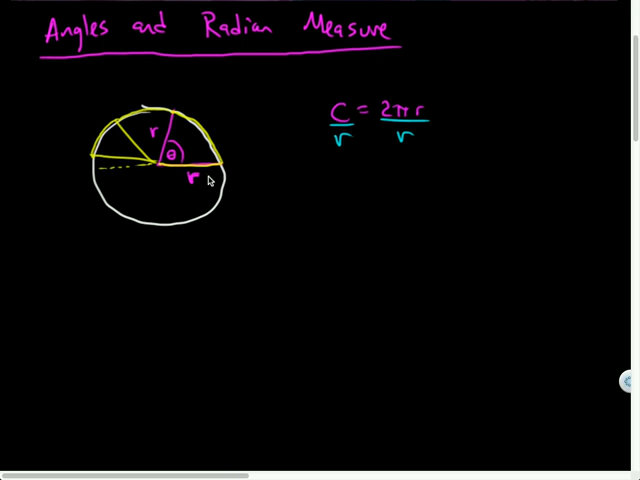 Angles and Radian Measure
C = 2πr
r r
r
θ
r